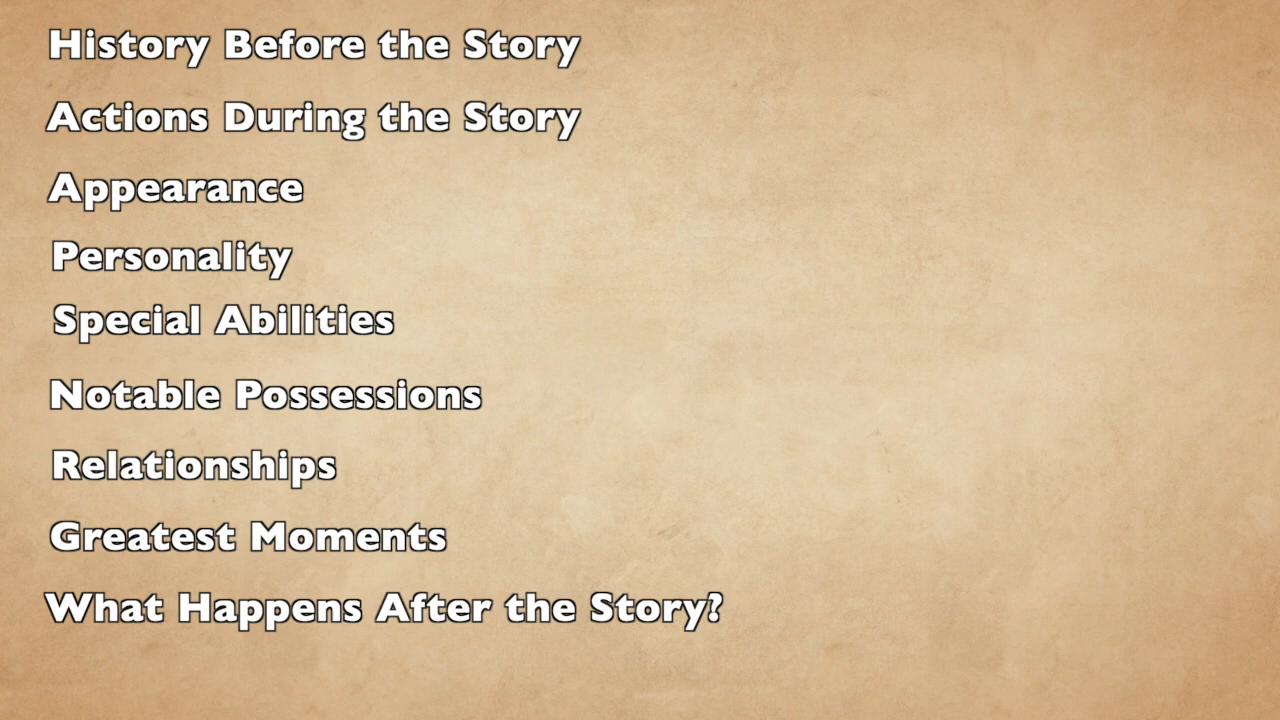 History Before the Story
Actions During the Story
Appearance
Personality
Special Abilities
Notable Possessions
Relationships
Greatest Moments
What Happens After the Story?